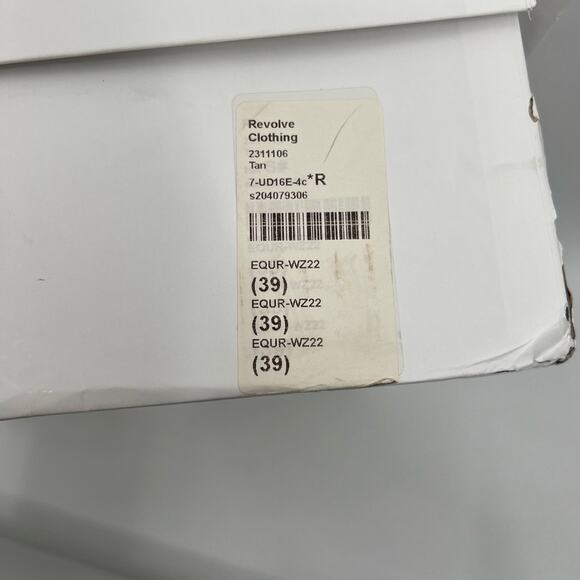 Revolve
Clothing
2311106
Tan
7-UD16E-4c*R
s204079306
EQUR-WZ22
(39)
EQUR-WZ22
(39)
EQUR-WZ22
(39)